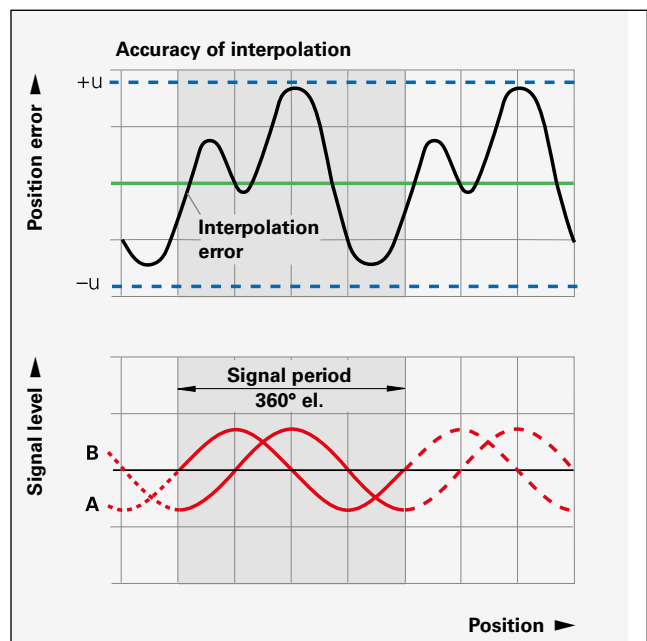 Accuracy of interpolation
Position error ►
+u
Interpolation
error
−u
Signal level ►
Signal period
360° el.
B
A
Position ►